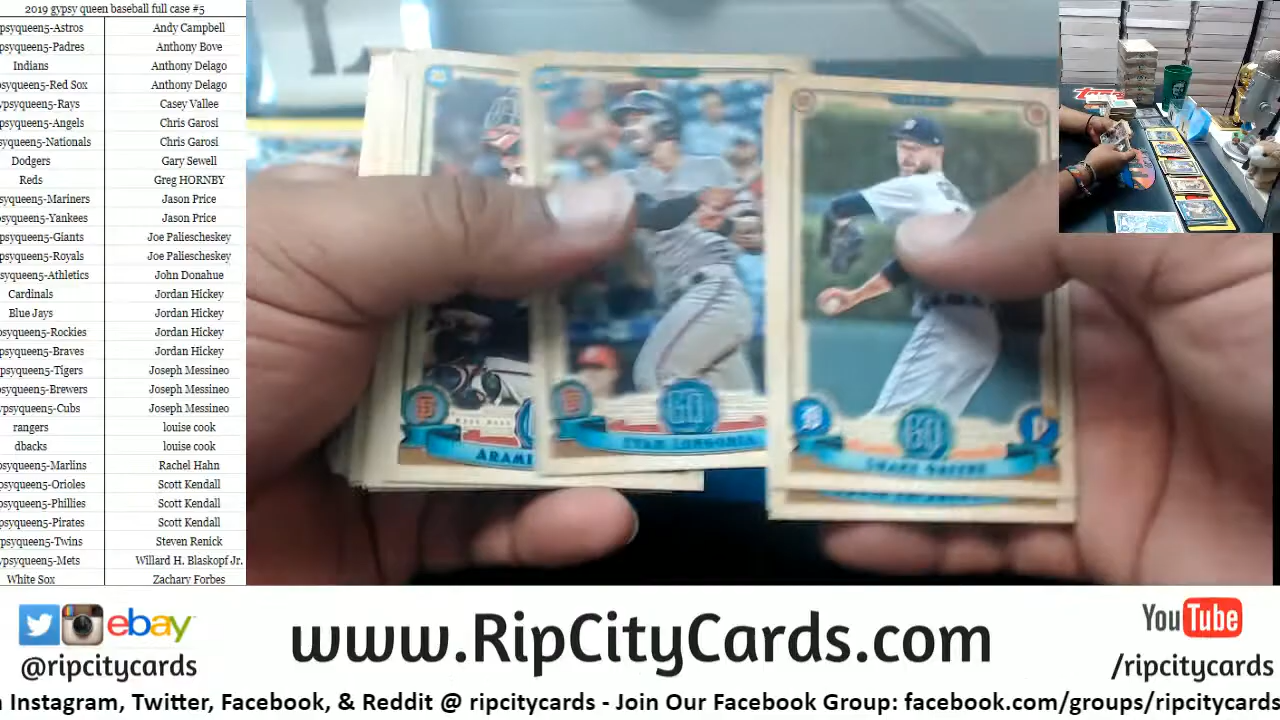 2019 gypsy queen baseball full case #5
psyqueen5-Astros Andy Campbell
psyqueen5-Padres Anthony Bove
Indians Anthony Delago
psyqueen5-Red Sox Anthony Delago
ypsyqueen5-Rays Casey Vallee
psyqueen5-Angels Chris Garosi
psyqueen5-Nationals Chris Garosi
Dodgers Gary Sewell
Reds Greg HORNBY
psyqueen5-Mariners Jason Price
psyqueen5-Yankees Jason Price
psyqueen5-Giants Joe Paliescheskey
psyqueen5-Royals Joe Paliescheskey
psyqueen5-Athletics John Donahue
Cardinals Jordan Hickey
Blue Jays Jordan Hickey
psyqueen5-Rockies Jordan Hickey
psyqueen5-Braves Jordan Hickey
psyqueen5-Tigers Joseph Messineo
psyqueen5-Brewers Joseph Messineo
ypsyqueen5-Cubs Joseph Messineo
rangers louise cook
dbacks louise cook
psyqueen5-Marlins Rachel Hahn
psyqueen5-Orioles Scott Kendall
psyqueen5-Phillies Scott Kendall
psyqueen5-Pirates Scott Kendall
psyqueen5-Twins Steven Renick
ypsyqueen5-Mets Willard H. Blaskopf Jr.
White Sox Zachary Forbes
ARAMI
EVAN LONGORIA
SHANE GREENE
GQ
GQ
ebay
@ripcitycards
www.RipCityCards.com
YouTube
/ripcitycards
n Instagram, Twitter, Facebook, & Reddit @ ripcitycards - Join Our Facebook Group: facebook.com/groups/ripcitycards